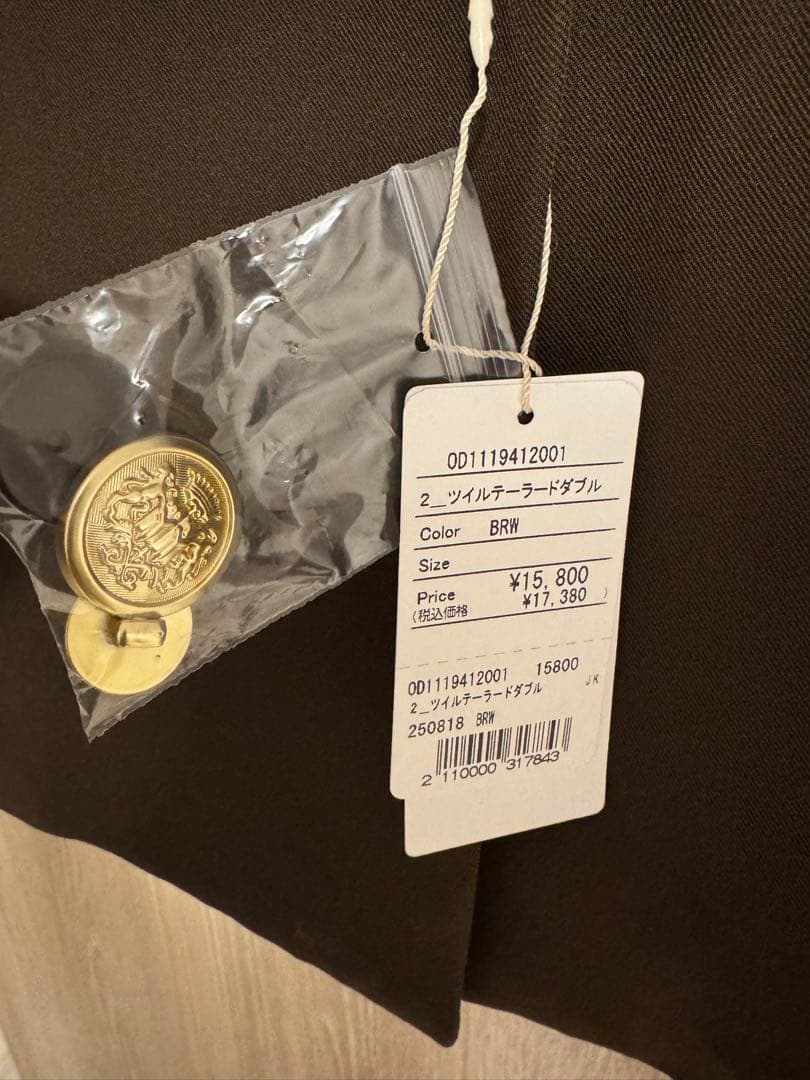 OD1119412001
2__ツイルテーラードダブル
Color BRW
Size
Price ¥15,800
(税込価格 ¥17,380 )
OD1119412001 15800
2__ツイルテーラードダブル JK
250818 BRW
2 110000 317843